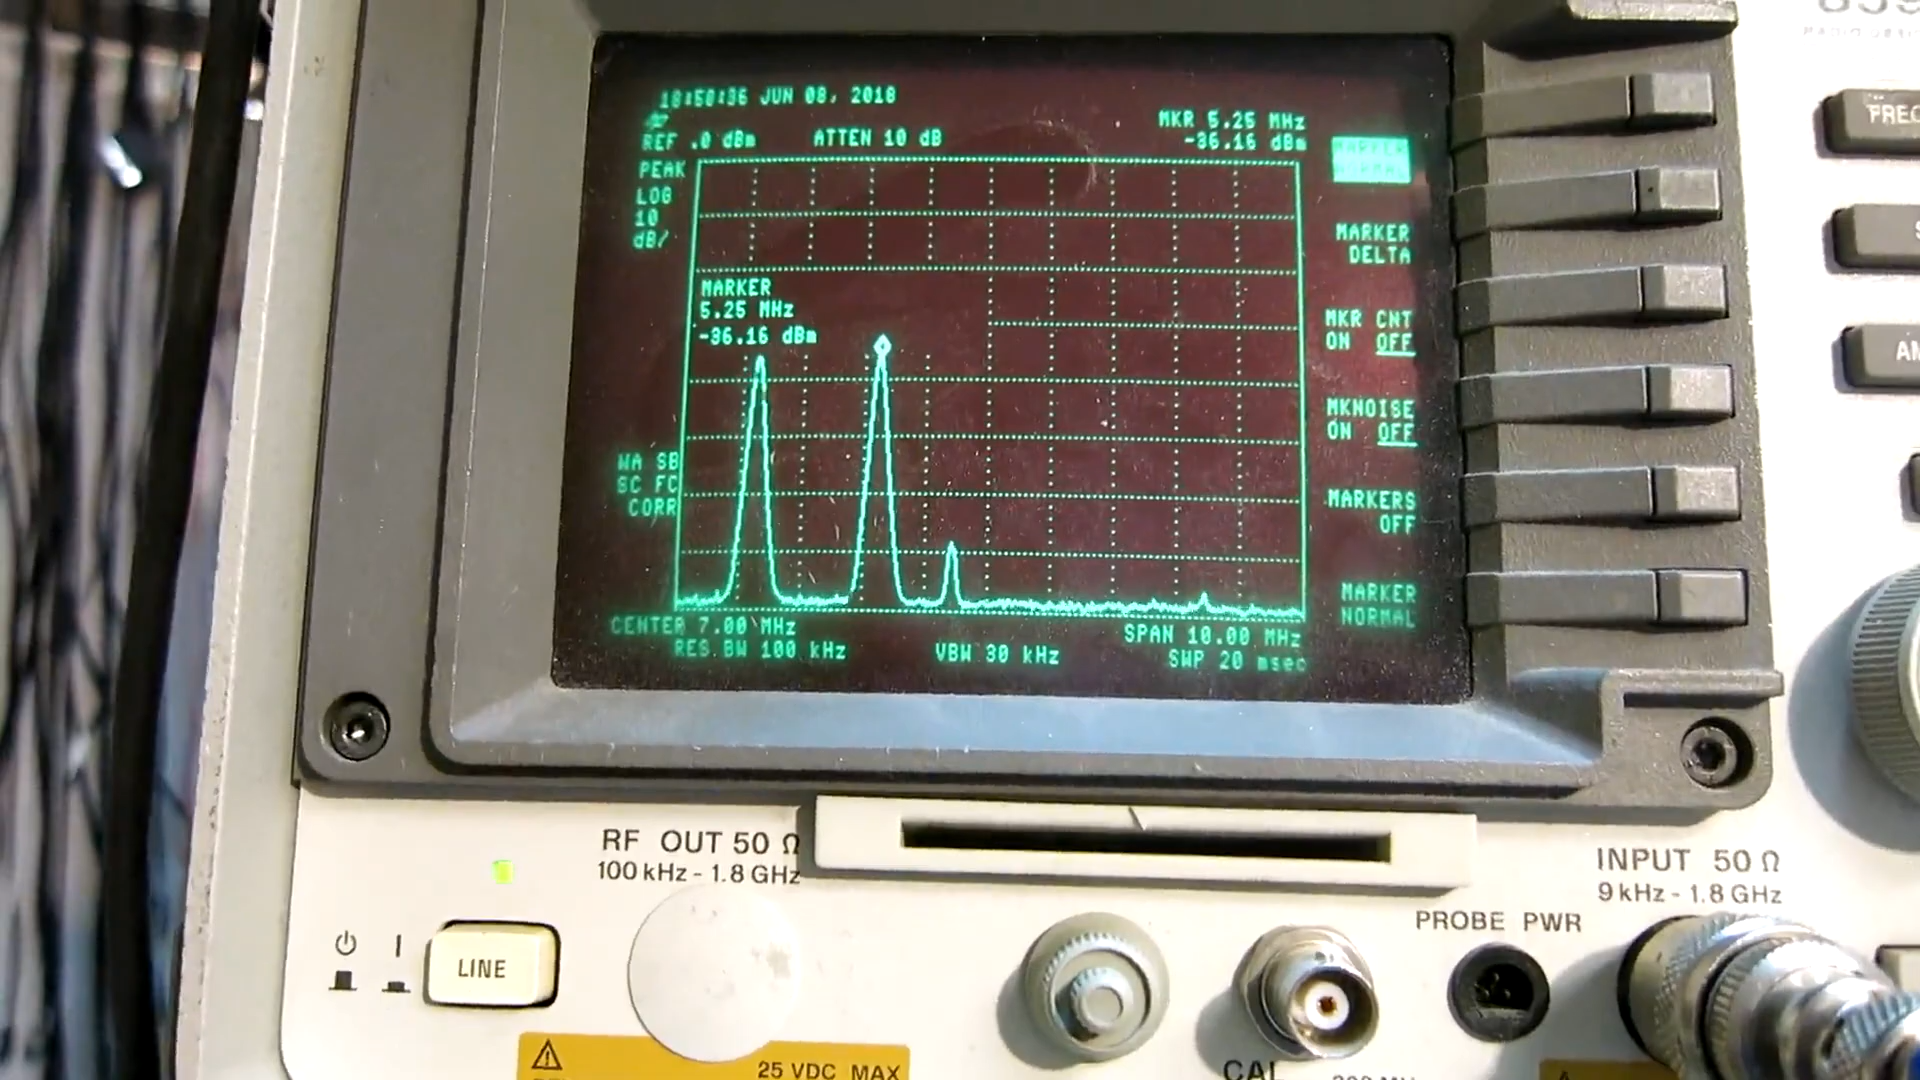 18:50:36 JUN 08, 2018
REF .0 dBm ATTEN 10 dB
MKR 5.25 MHz
-36.16 dBm
PEAK
LOG
10
dB/
MARKER
5.25 MHz
-36.16 dBm
WA SB
SC FC
CORR
CENTER 7.00 MHz
SPAN 10.00 MHz
RES BW 100 kHz
VBW 30 kHz
SWP 20 msec
MARKER
NORMAL
MARKER
DELTA
MKR CNT
ON OFF
MKNOISE
ON OFF
MARKERS
OFF
MARKER
NORMAL
859
FREQ
S
AM
RF OUT 50 Ω
100 kHz - 1.8 GHz
INPUT 50 Ω
9 kHz - 1.8 GHz
PROBE PWR
LINE
25 VDC MAX
CAL